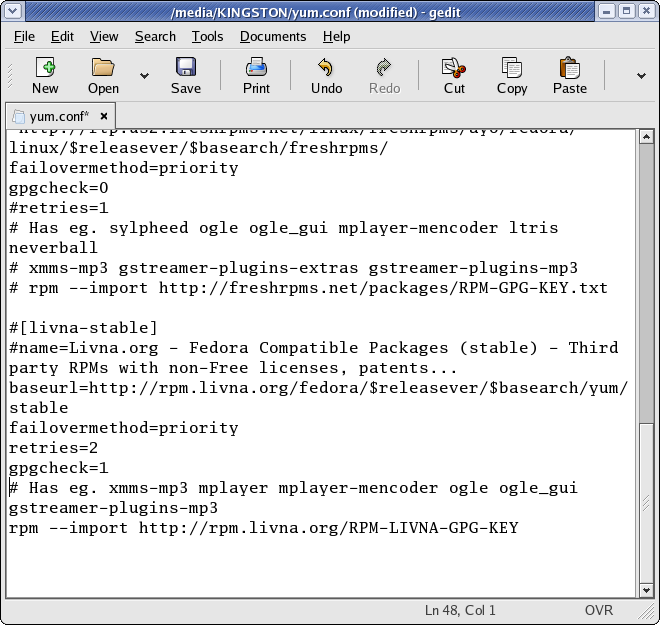 /media/KINGSTON/yum.conf (modified) - gedit
File Edit View Search Tools Documents Help
New Open Save Print Undo Redo Cut Copy Paste
yum.conf*
linux/$releasever/$basearch/freshrpms/
failovermethod=priority
gpgcheck=0
#retries=1
# Has eg. sylpheed ogle ogle_gui mplayer-mencoder ltris
neverball
# xmms-mp3 gstreamer-plugins-extras gstreamer-plugins-mp3
# rpm --import http://freshrpms.net/packages/RPM-GPG-KEY.txt
#[livna-stable]
#name=Livna.org - Fedora Compatible Packages (stable) - Third
party RPMs with non-Free licenses, patents...
baseurl=http://rpm.livna.org/fedora/$releasever/$basearch/yum/
stable
failovermethod=priority
retries=2
gpgcheck=1
# Has eg. xmms-mp3 mplayer mplayer-mencoder ogle ogle_gui
gstreamer-plugins-mp3
rpm --import http://rpm.livna.org/RPM-LIVNA-GPG-KEY
Ln 48, Col 1 OVR